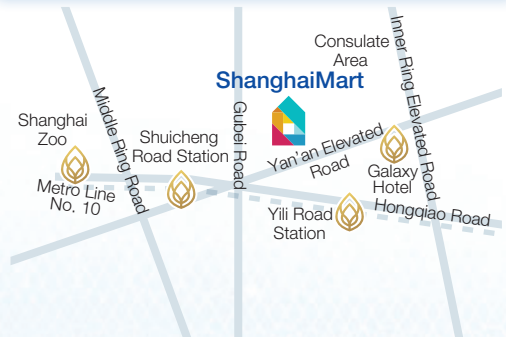 Consulate
Area
ShanghaiMart
Inner Ring Elevated Road
Middle Ring Road
Gubei Road
Shanghai
Zoo
Shuicheng
Road Station
Yan'an Elevated
Road
Galaxy
Hotel
Metro Line
No. 10
Yili Road
Station
Hongqiao Road